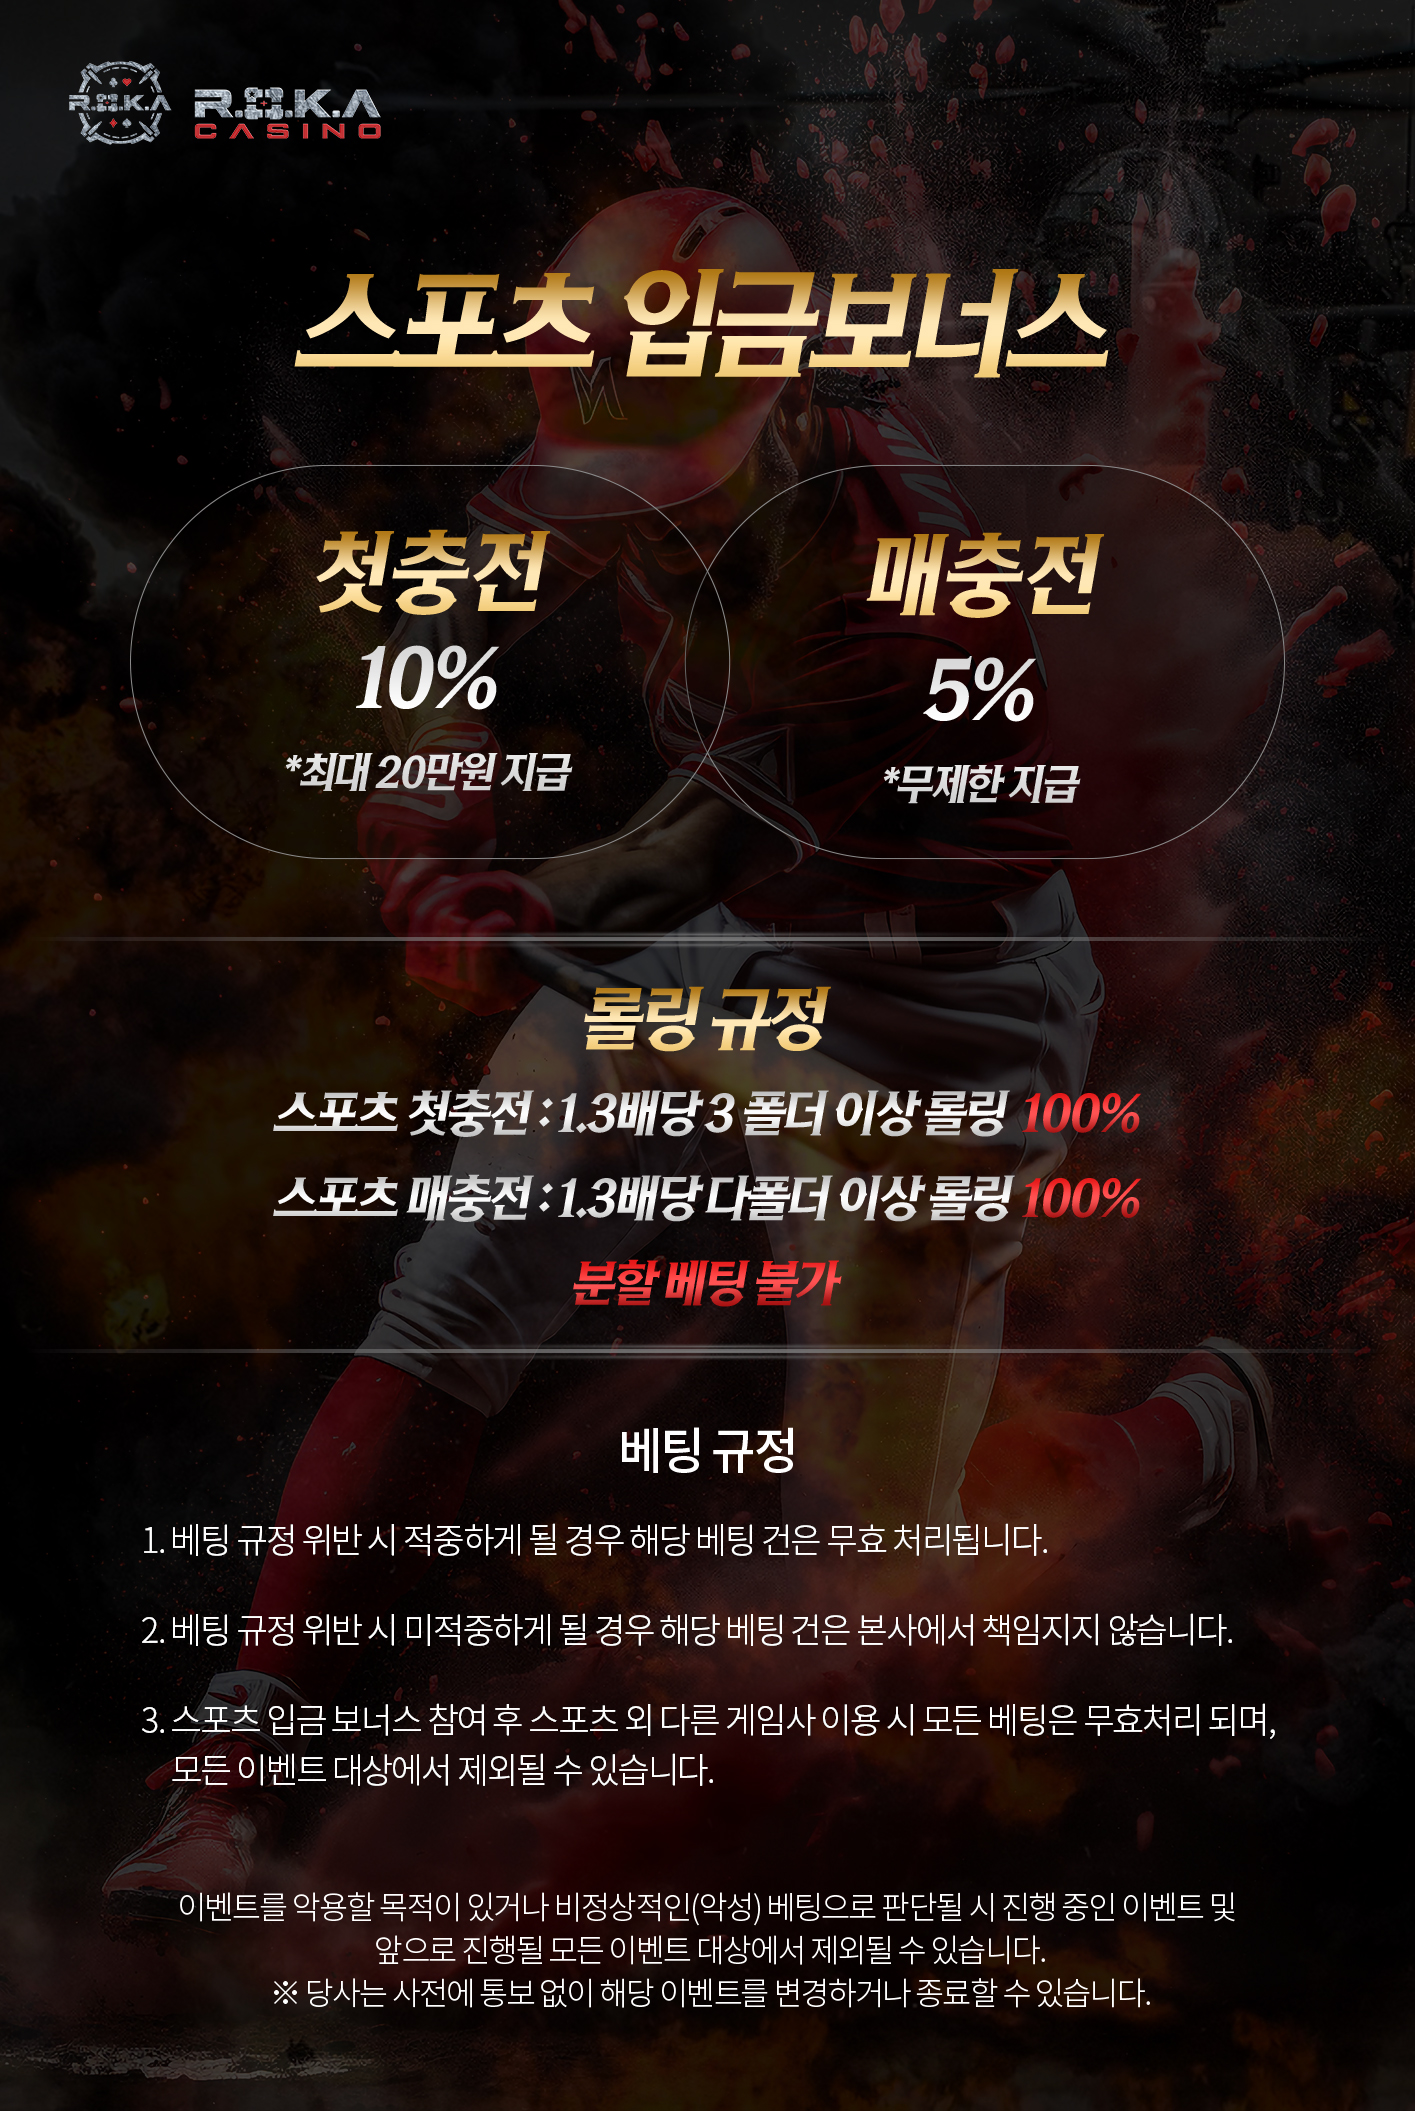 R.O.K.A
R.O.K.A
CASINO
스포츠 입금보너스
첫충전
10%
*최대 20만원 지급
매충전
5%
*무제한 지급
롤링 규정
스포츠 첫충전 : 1.3배당 3 폴더 이상 롤링 100%
스포츠 매충전 : 1.3배당 다폴더 이상 롤링 100%
분할 베팅 불가
베팅 규정
1. 베팅 규정 위반 시 적중하게 될 경우 해당 베팅 건은 무효 처리됩니다.
2. 베팅 규정 위반 시 미적중하게 될 경우 해당 베팅 건은 본사에서 책임지지 않습니다.
3. 스포츠 입금 보너스 참여 후 스포츠 외 다른 게임사 이용 시 모든 베팅은 무효처리 되며,
모든 이벤트 대상에서 제외될 수 있습니다.
이벤트를 악용할 목적이 있거나 비정상적인(악성) 베팅으로 판단될 시 진행 중인 이벤트 및
앞으로 진행될 모든 이벤트 대상에서 제외될 수 있습니다.
※ 당사는 사전에 통보 없이 해당 이벤트를 변경하거나 종료할 수 있습니다.